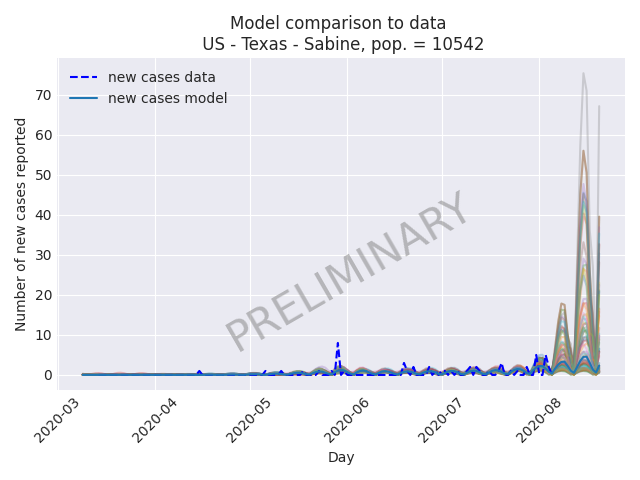 Model comparison to data
US - Texas - Sabine, pop. = 10542
new cases data
new cases model
Number of new cases reported
70
60
50
40
30
20
10
0
PRELIMINARY
2020-03
2020-04
2020-05
2020-06
2020-07
2020-08
Day